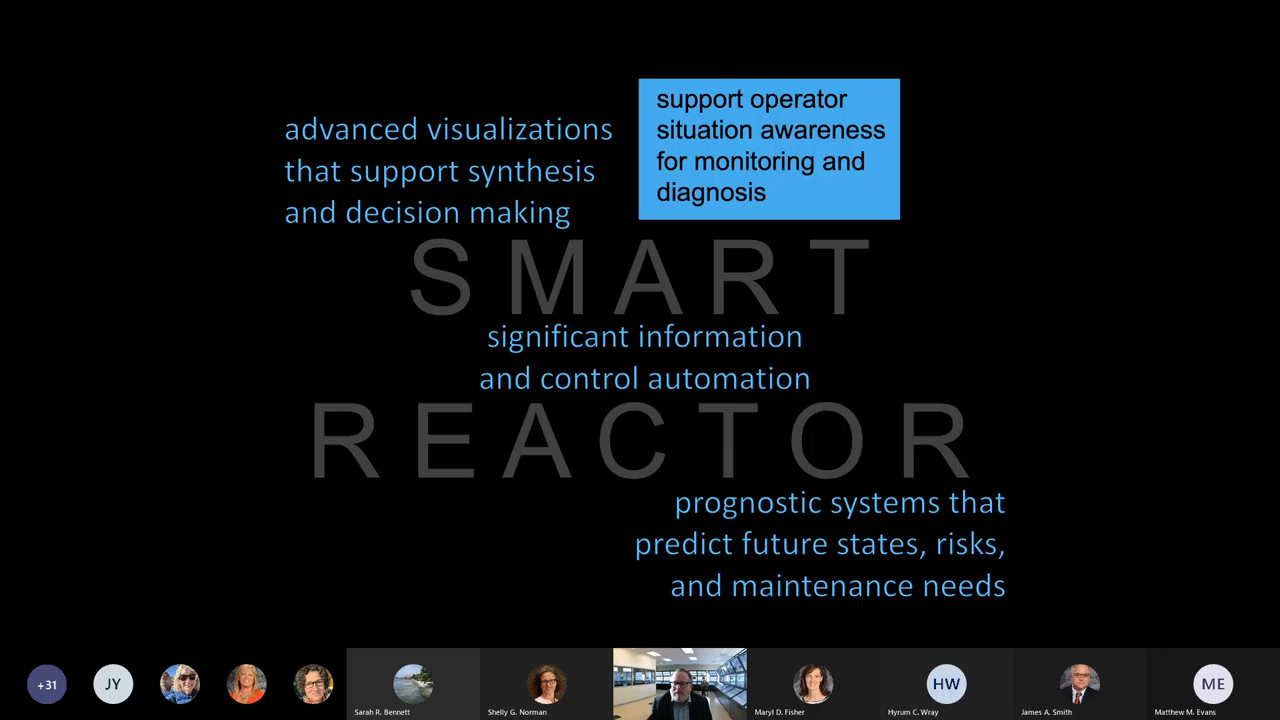 advanced visualizations
that support synthesis
and decision making
support operator
situation awareness
for monitoring and
diagnosis
SMART
significant information
and control automation
REACTOR
prognostic systems that
predict future states, risks,
and maintenance needs
+31
JY
Sarah R. Bennett
Shelly G. Norman
Maryl D. Fisher
HW
Hyrum C. Wray
James A. Smith
ME
Matthew M. Evans